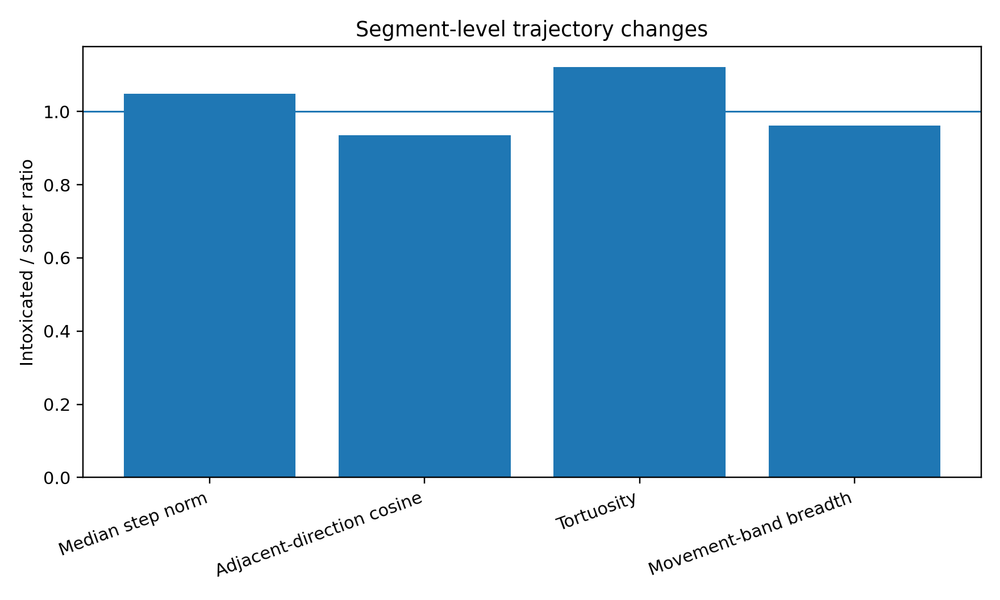 Segment-level trajectory changes
Intoxicated / sober ratio
1.0
0.8
0.6
0.4
0.2
0.0
Median step norm
Adjacent-direction cosine
Tortuosity
Movement-band breadth